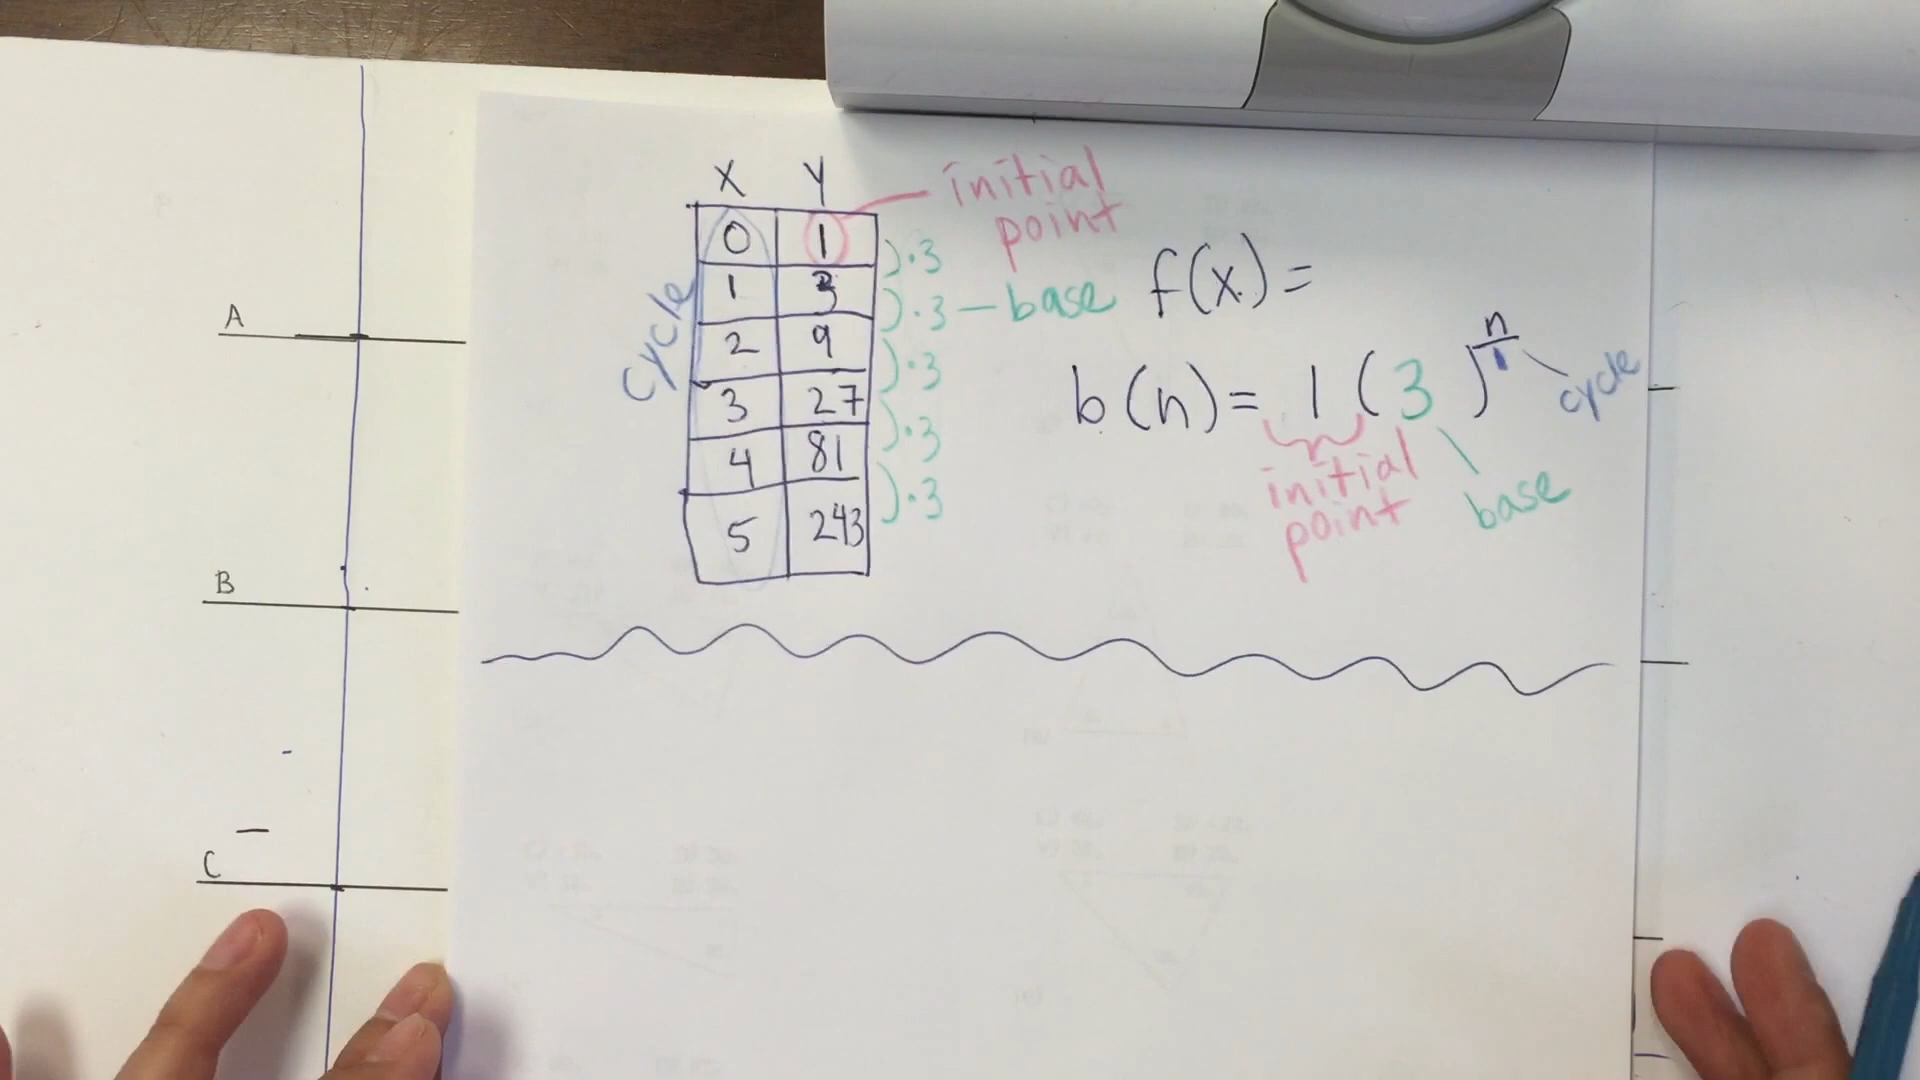 X Y
initial
point
0 1
1 3
2 9
3 27
4 81
5 243
cycle
).3
).3 — base
).3
).3
).3
f(x) =
b(n) = 1 (3)^n/1
cycle
initial
point
base
A
B
C